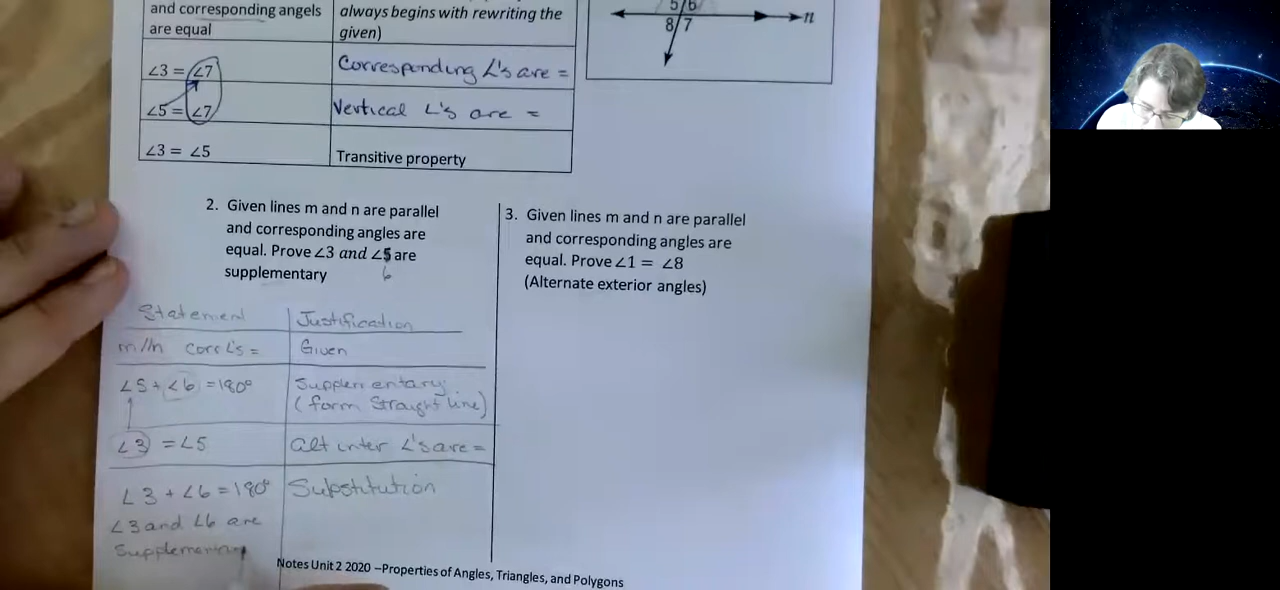 and corresponding angels
are equal
always begins with rewriting the
given)
5/6
8/7
n
∠3 = ∠7
Corresponding ∠'s are =
∠5 = ∠7
Vertical ∠'s are =
∠3 = ∠5
Transitive property
2. Given lines m and n are parallel
and corresponding angles are
equal. Prove ∠3 and ∠5 are
6
supplementary
Statement
Justification
m//n corr ∠'s =
Given
∠5 + ∠6 = 180°
Supplementary
(form Straight line)
∠3 = ∠5
alt inter ∠'s are =
∠3 + ∠6 = 180°
Substitution
∠3 and ∠6 are
Supplementary
3. Given lines m and n are parallel
and corresponding angles are
equal. Prove ∠1 = ∠8
(Alternate exterior angles)
Notes Unit 2 2020 –Properties of Angles, Triangles, and Polygons